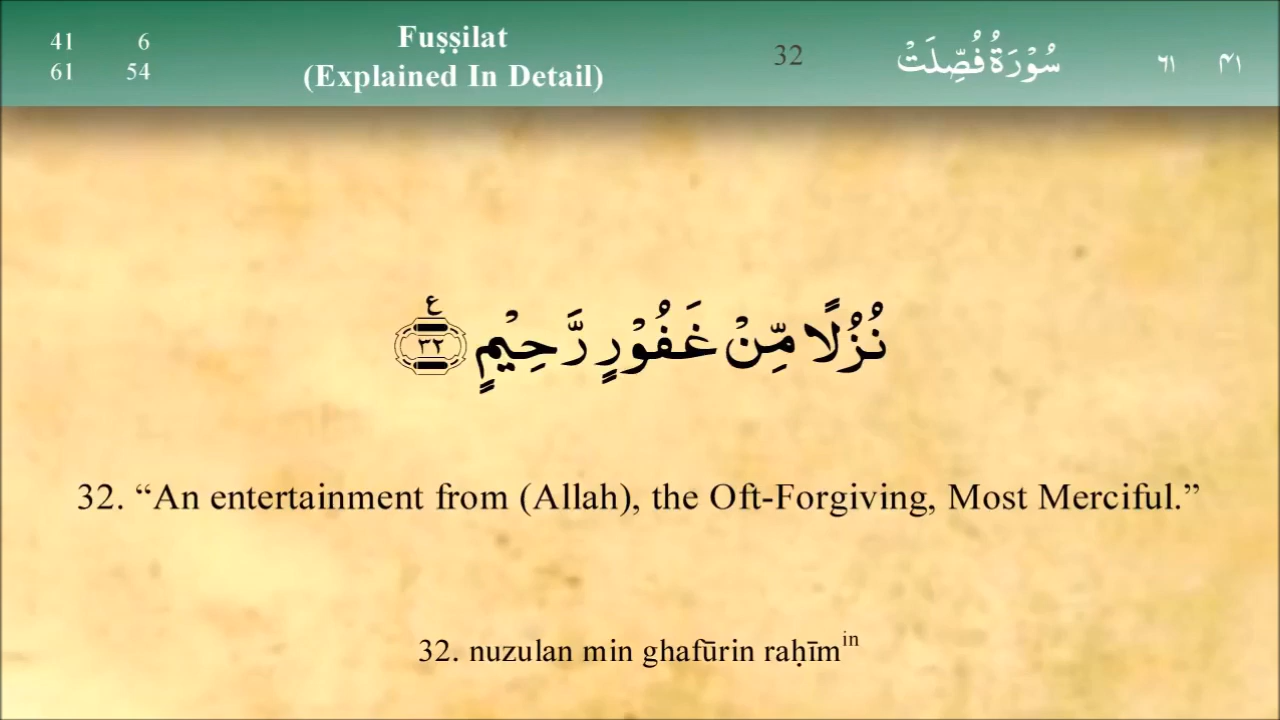 41 6
61 54
Fuṣṣilat
(Explained In Detail)
32
سُوْرَةُ فُصِّلَتْ
٦١ ٤١
نُزُلًا مِّنْ غَفُوْرٍ رَّحِيْمٍ ٣٢ ع
32. “An entertainment from (Allah), the Oft-Forgiving, Most Merciful.”
32. nuzulan min ghafūrin raḥīmin